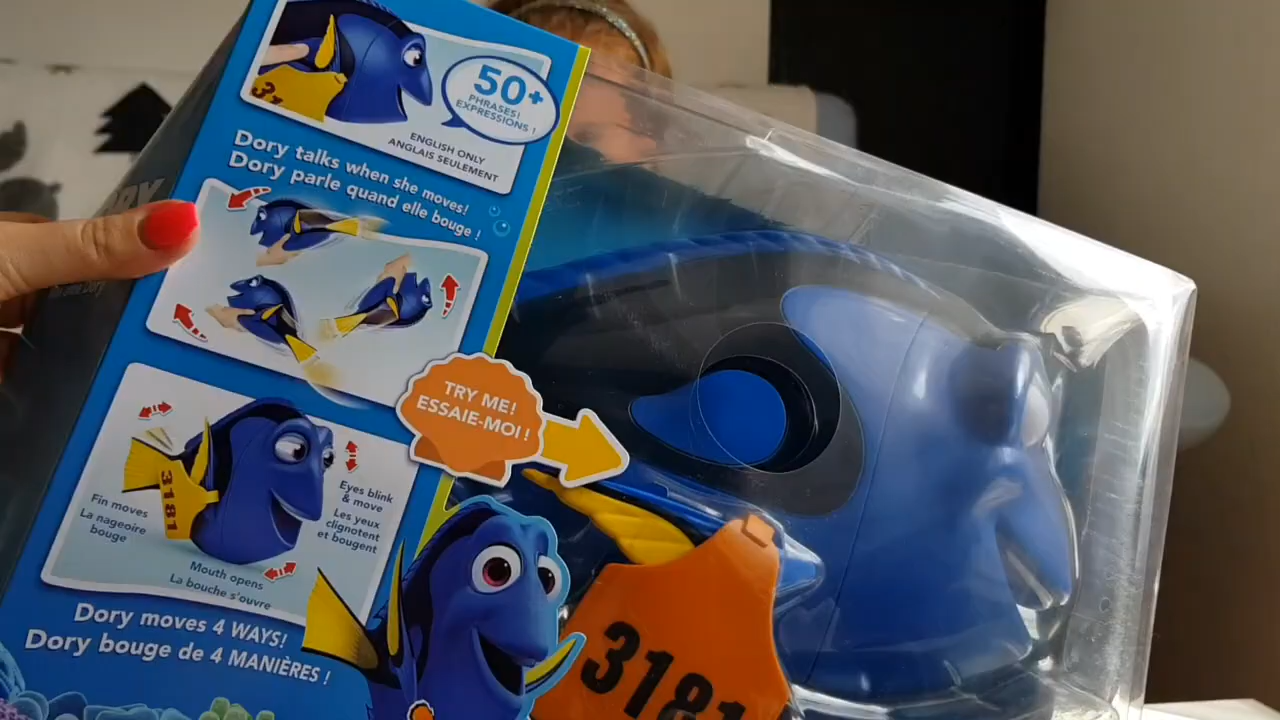 50+
PHRASES!
EXPRESSIONS !
ENGLISH ONLY
ANGLAIS SEULEMENT
Dory talks when she moves!
Dory parle quand elle bouge !
TRY ME!
ESSAIE-MOI !
3181
Fin moves
La nageoire
bouge
Eyes blink
& move
Les yeux
clignotent
et bougent
Mouth opens
La bouche s'ouvre
Dory moves 4 WAYS!
Dory bouge de 4 MANIÈRES !
3181